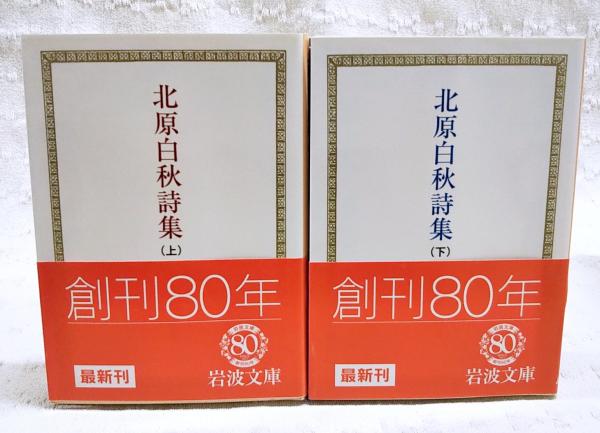 北原白秋詩集
(上)
創刊80年
80
最新刊
岩波文庫
北原白秋詩集
(下)
創刊80年
80
最新刊
岩波文庫